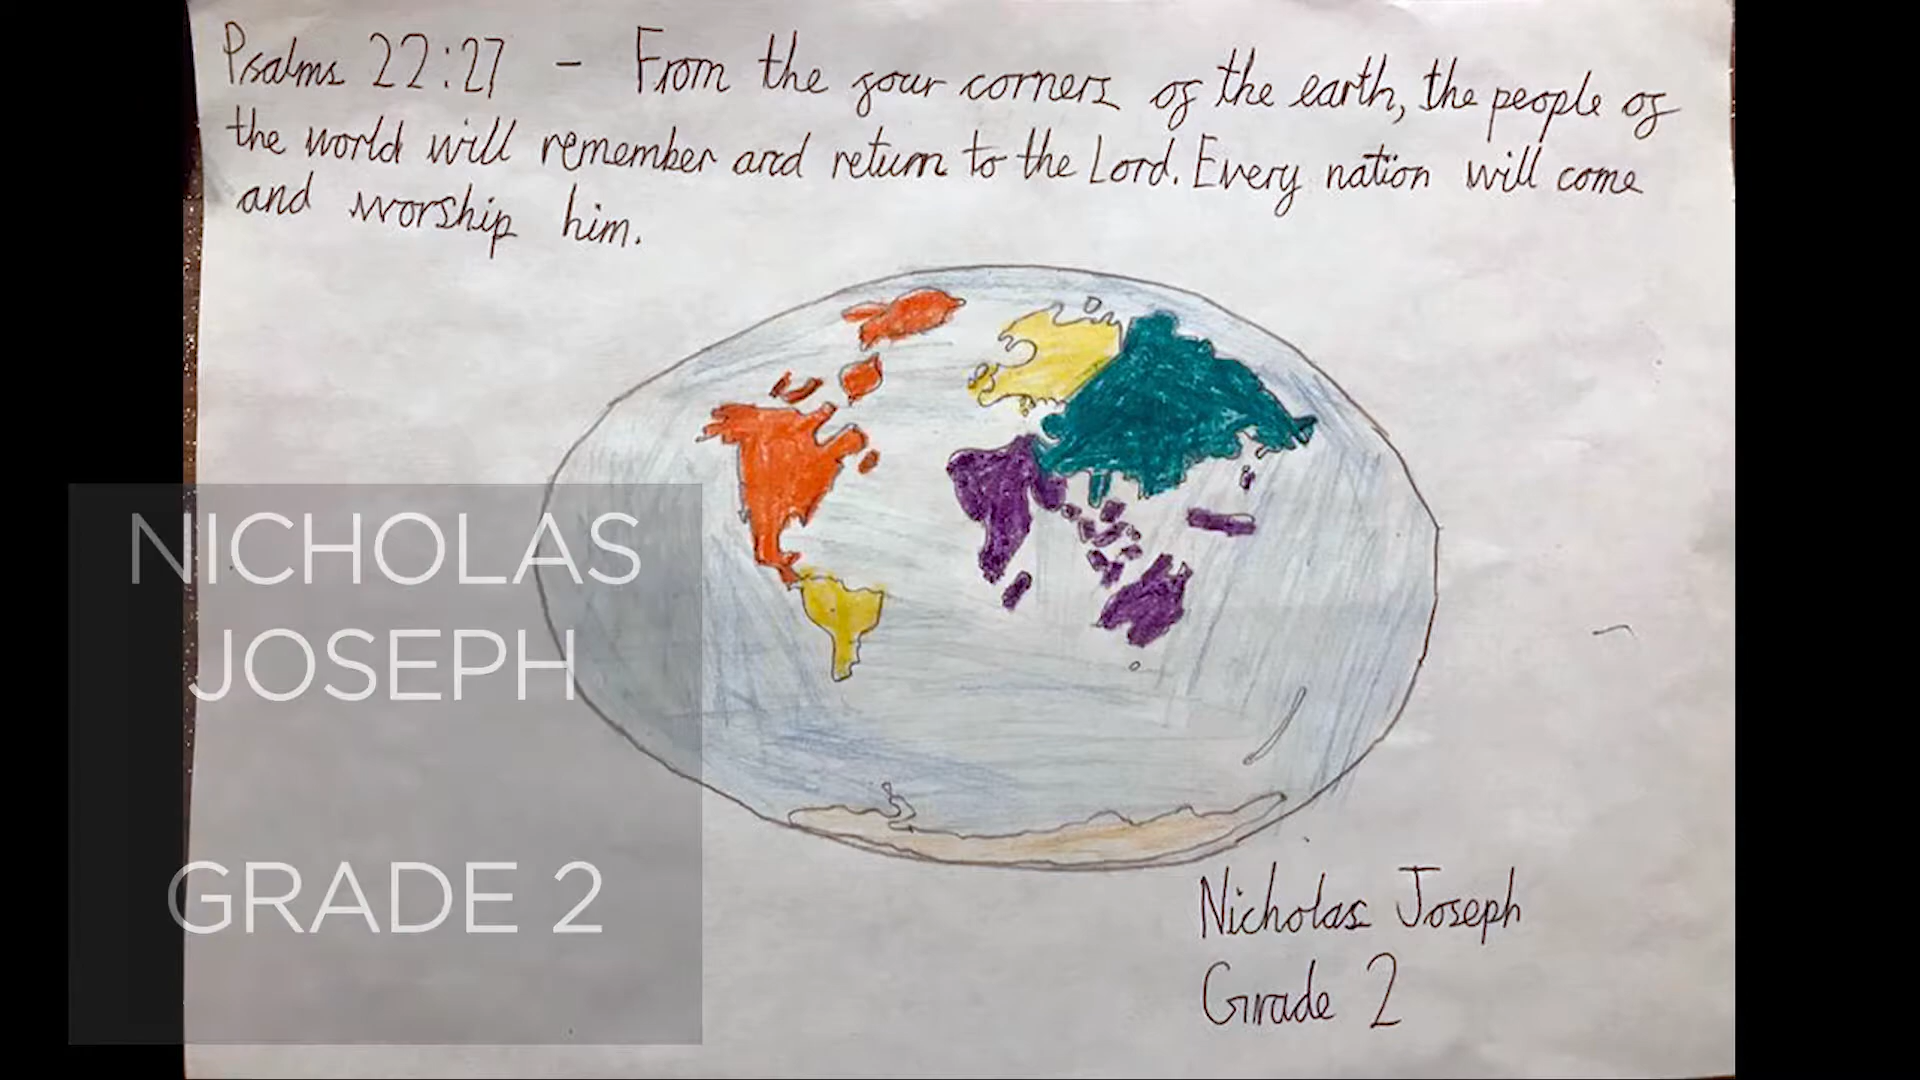 Psalms 22:27 - From the four corners of the earth, the people of
the world will remember and return to the Lord. Every nation will come
and worship him.
NICHOLAS
JOSEPH
GRADE 2
Nicholas Joseph
Grade 2